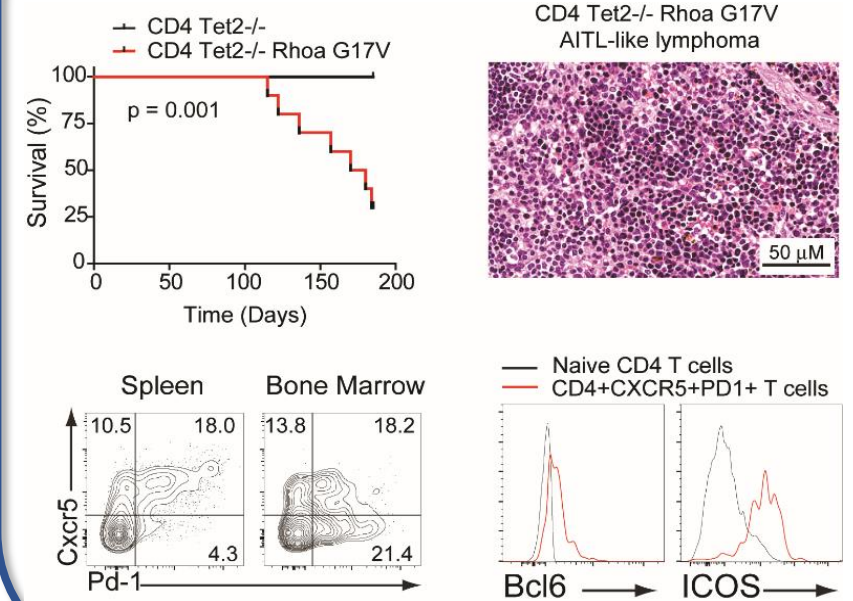 CD4 Tet2-/-
CD4 Tet2-/- Rhoa G17V
100
75
50
25
0
p = 0.001
Survival (%)
0 50 100 150 200
Time (Days)
CD4 Tet2-/- Rhoa G17V
AITL-like lymphoma
50 µM
Spleen
10.5 18.0
4.3
Bone Marrow
13.8 18.2
21.4
Cxcr5
Pd-1
Naive CD4 T cells
CD4+CXCR5+PD1+ T cells
Bcl6
ICOS